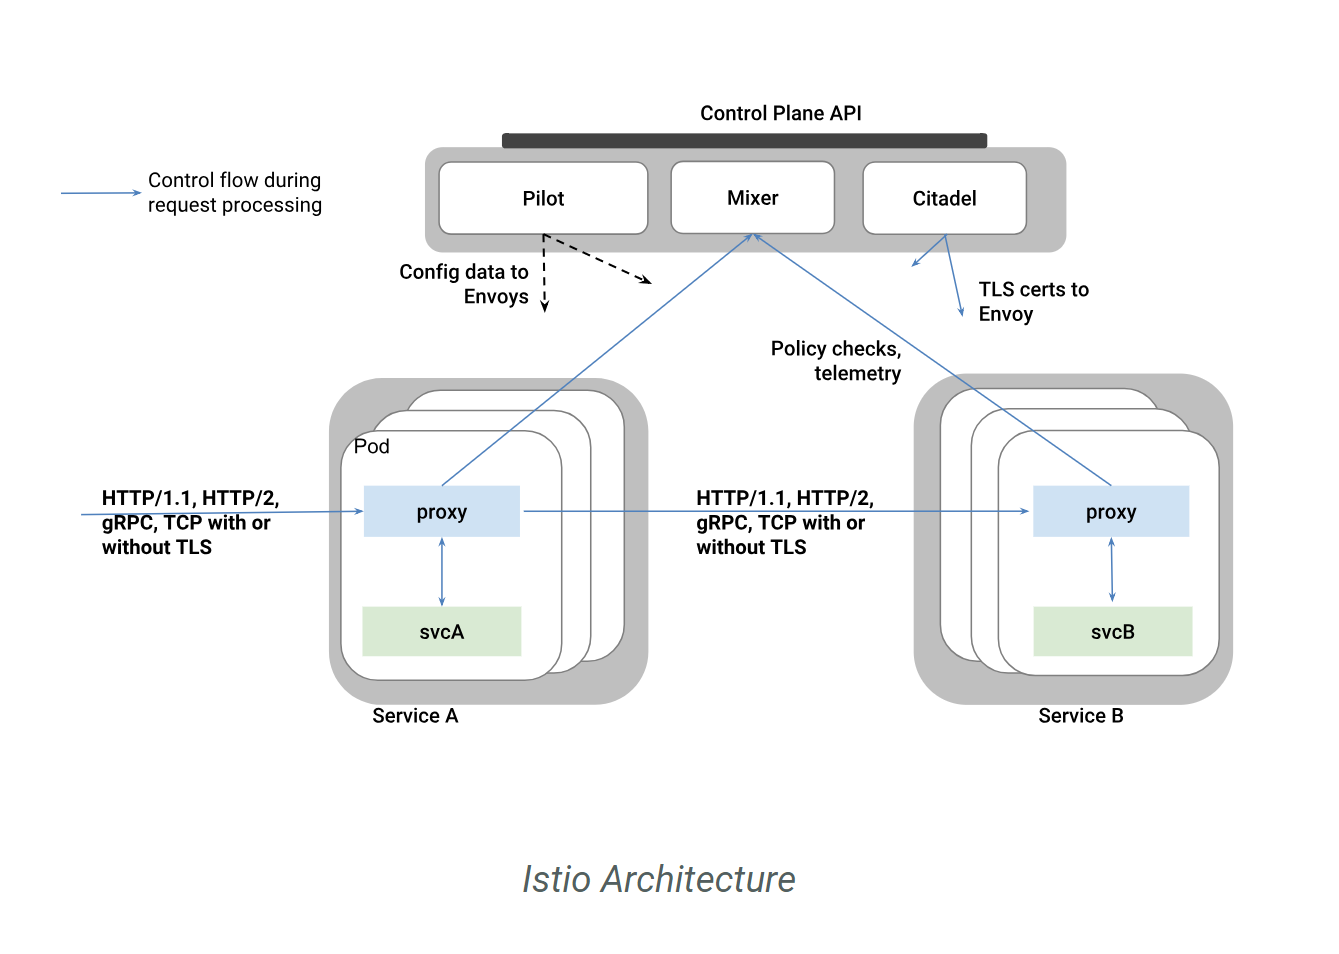 Control Plane API
Control flow during
request processing
Pilot
Mixer
Citadel
Config data to
Envoys
TLS certs to
Envoy
Policy checks,
telemetry
Pod
HTTP/1.1, HTTP/2,
gRPC, TCP with or
without TLS
proxy
HTTP/1.1, HTTP/2,
gRPC, TCP with or
without TLS
proxy
svcA
svcB
Service A
Service B
Istio Architecture